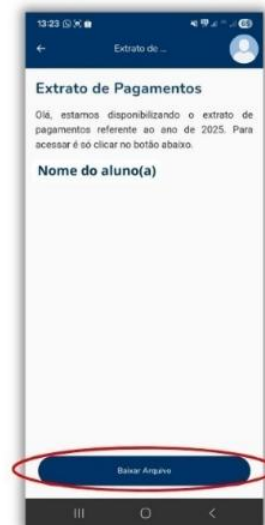 13:23
Extrato de ...
Extrato de Pagamentos
Olá, estamos disponibilizando o extrato de
pagamentos referente ao ano de 2025. Para
acessar é só clicar no botão abaixo.
Nome do aluno(a)
Baixar Arquivo